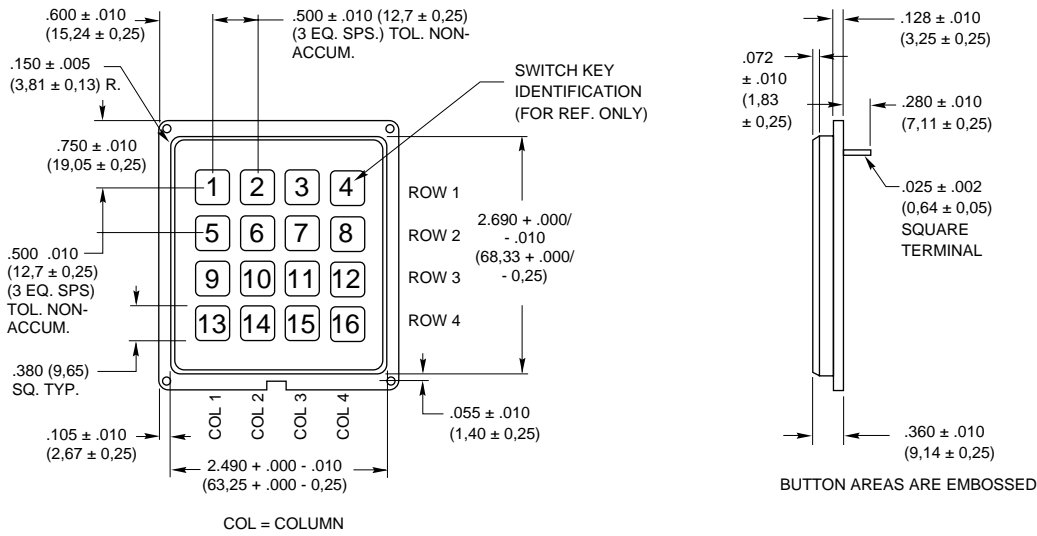 .600 ± .010
(15,24 ± 0,25)
.500 ± .010 (12,7 ± 0,25)
(3 EQ. SPS.) TOL. NON-
ACCUM.
.150 ± .005
(3,81 ± 0,13) R.
SWITCH KEY
IDENTIFICATION
(FOR REF. ONLY)
.750 ± .010
(19,05 ± 0,25)
1 2 3 4
ROW 1
5 6 7 8
ROW 2
9 10 11 12
ROW 3
13 14 15 16
ROW 4
2.690 + .000/
- .010
(68,33 + .000/
- 0,25)
.500 .010
(12,7 ± 0,25)
(3 EQ. SPS)
TOL. NON-
ACCUM.
.380 (9,65)
SQ. TYP.
.105 ± .010
(2,67 ± 0,25)
COL 1
COL 2
COL 3
COL 4
.055 ± .010
(1,40 ± 0,25)
2.490 + .000 - .010
(63,25 + .000 - 0,25)
COL = COLUMN
.128 ± .010
(3,25 ± 0,25)
.072
± .010
(1,83
± 0,25)
.280 ± .010
(7,11 ± 0,25)
.025 ± .002
(0,64 ± 0,05)
SQUARE
TERMINAL
.360 ± .010
(9,14 ± 0,25)
BUTTON AREAS ARE EMBOSSED